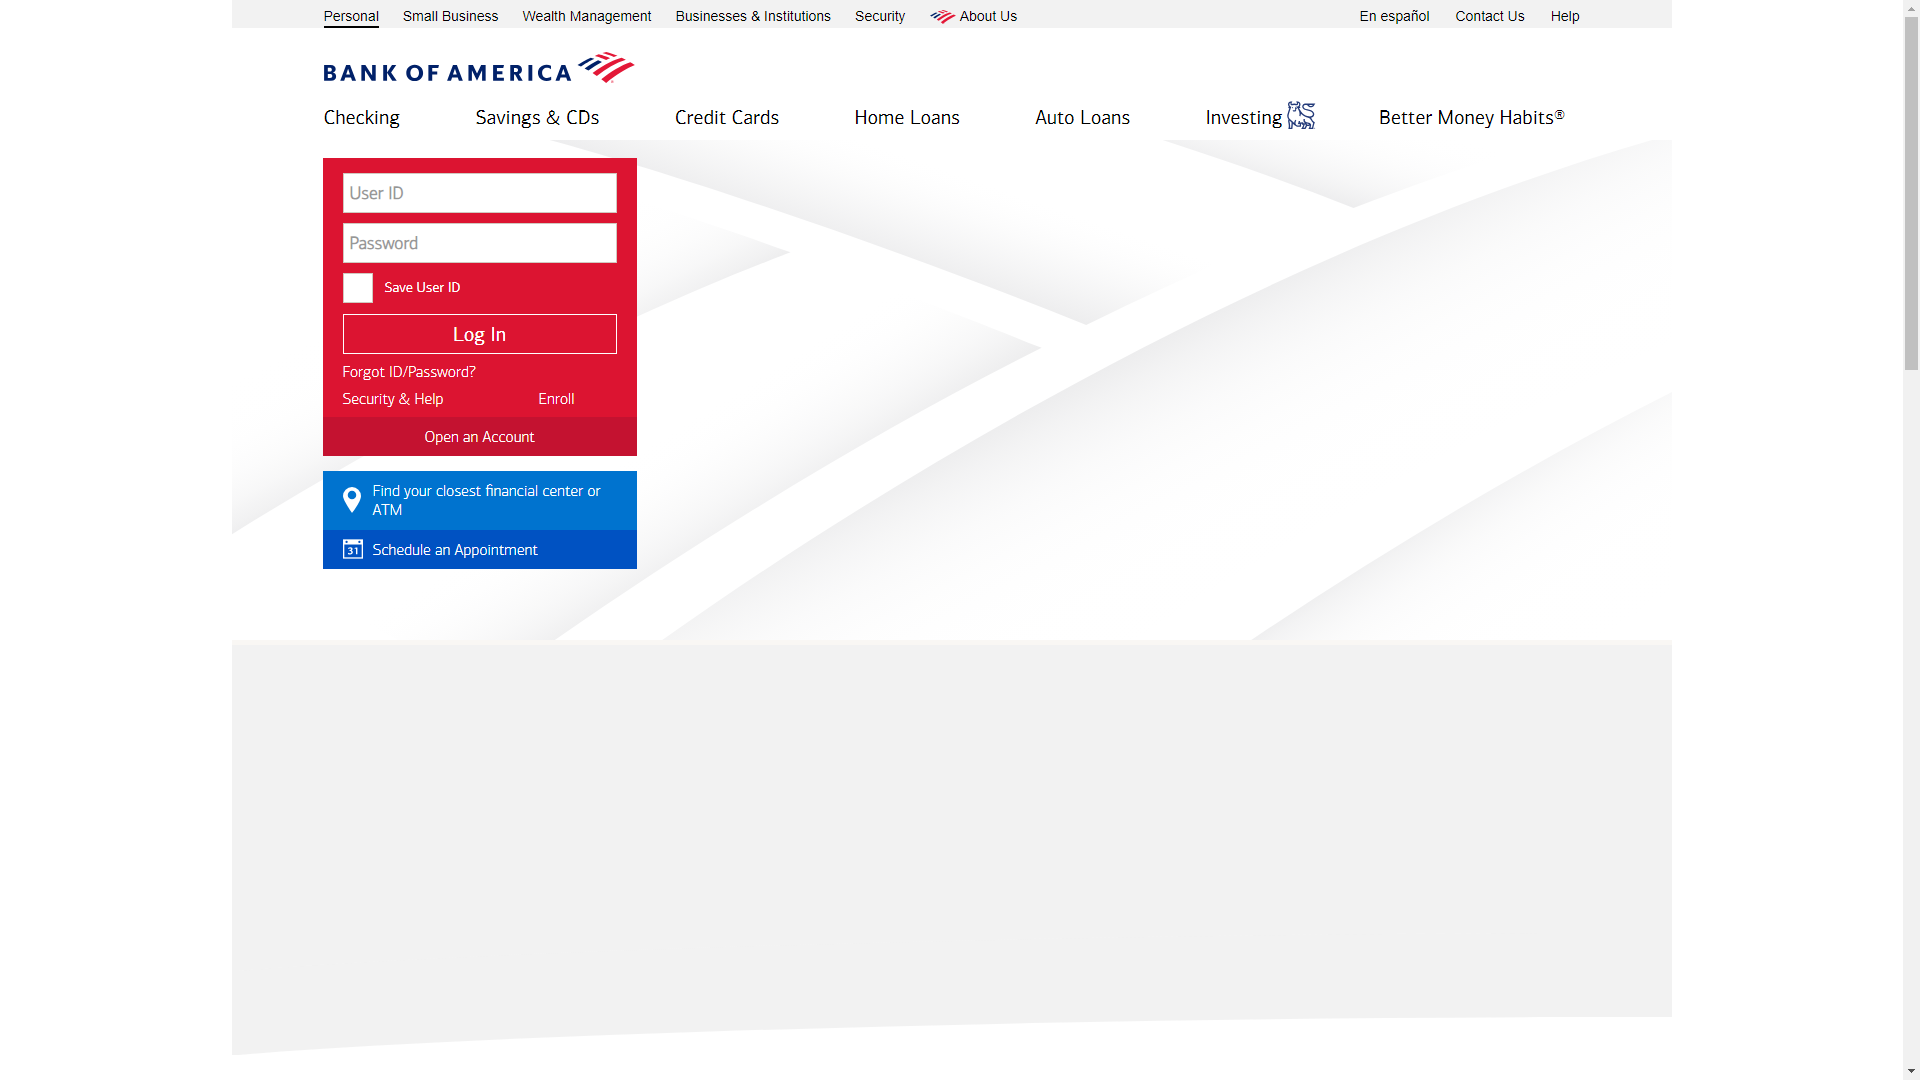 Personal Small Business Wealth Management Businesses & Institutions Security About Us En español Contact Us Help
BANK OF AMERICA
Checking Savings & CDs Credit Cards Home Loans Auto Loans Investing Better Money Habits®
User ID
Password
Save User ID
Log In
Forgot ID/Password?
Security & Help Enroll
Open an Account
Find your closest financial center or
ATM
31 Schedule an Appointment